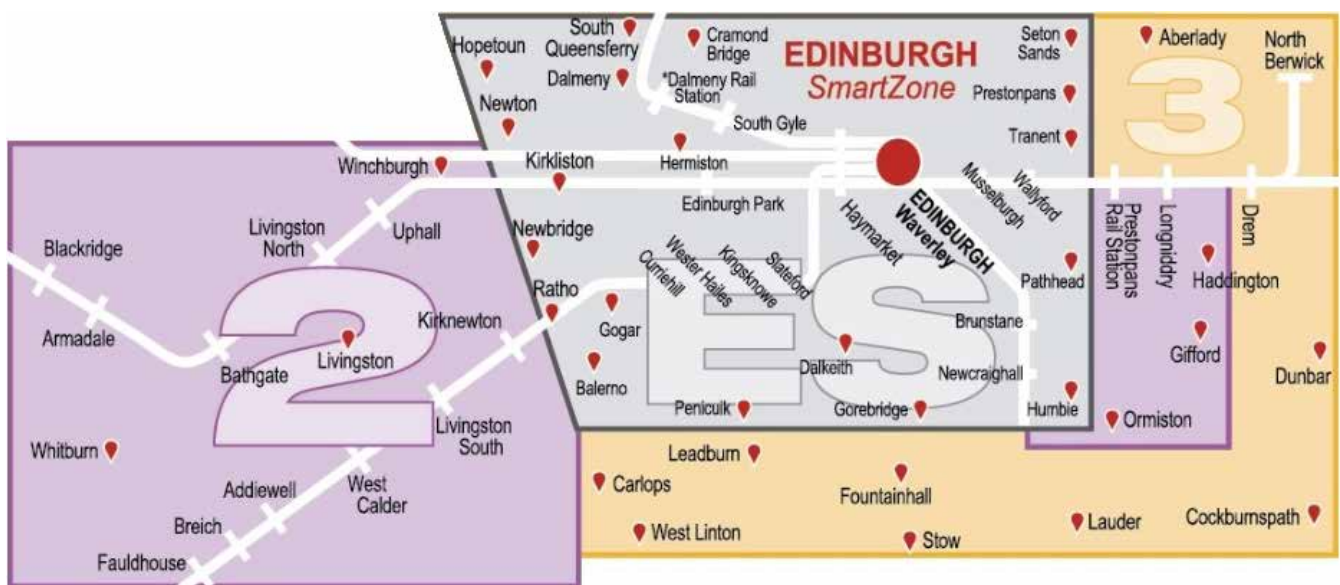 South
Queensferry
Cramond
Bridge
EDINBURGH
SmartZone
Seton
Sands
Aberlady
North
Berwick
Hopetoun
Dalmeny
*Dalmeny Rail
Station
Prestonpans
3
Newton
South Gyle
Tranent
Winchburgh
Kirkliston
Hermiston
Musselburgh
Wallyford
Edinburgh Park
Haymarket
EDINBURGH
Waverley
Prestonpans
Rail Station
Longniddry
Drem
Livingston
North
Uphall
Newbridge
Blackridge
Curriehill
Wester Hailes
Kingsknowe
Slateford
Pathhead
Haddington
Ratho
Gogar
ES
Brunstane
Armadale
Kirknewton
Gifford
2
Livingston
Bathgate
Balerno
Dalkeith
Newcraighall
Dunbar
Penicuik
Gorebridge
Humbie
Livingston
South
Ormiston
Whitburn
Leadburn
Addiewell
West
Calder
Carlops
Fountainhall
Breich
West Linton
Stow
Lauder
Cockburnspath
Fauldhouse